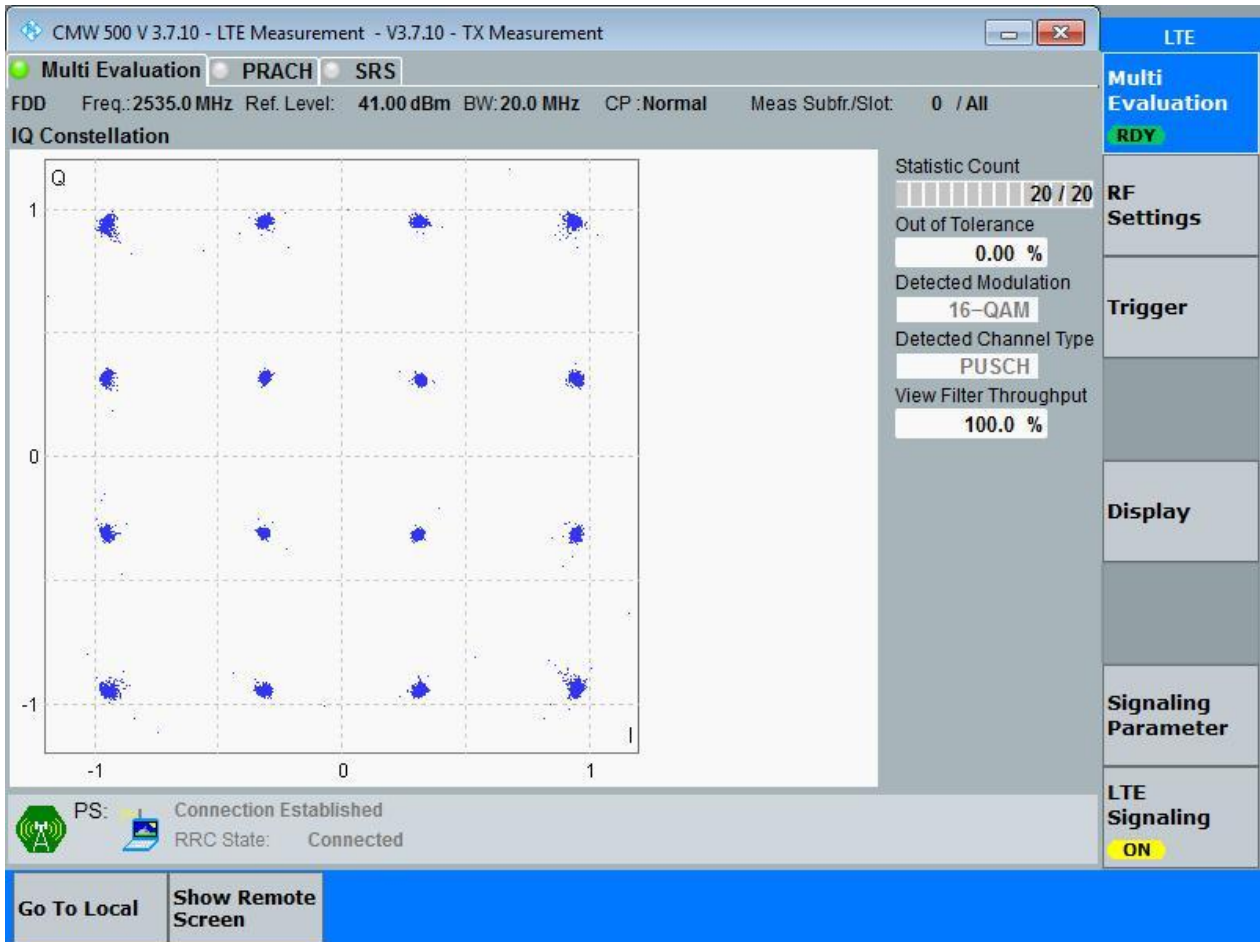 CMW 500 V 3.7.10 - LTE Measurement - V3.7.10 - TX Measurement
LTE
Multi Evaluation PRACH SRS
Multi
Evaluation
RDY
FDD Freq.: 2535.0 MHz Ref. Level: 41.00 dBm BW: 20.0 MHz CP : Normal Meas Subfr./Slot: 0 / All
IQ Constellation
Q
1
0
-1
I
-1 0 1
Statistic Count
20 / 20
Out of Tolerance
0.00 %
Detected Modulation
16-QAM
Detected Channel Type
PUSCH
View Filter Throughput
100.0 %
RF
Settings
Trigger
Display
Signaling
Parameter
LTE
Signaling
ON
PS: Connection Established
RRC State: Connected
Go To Local
Show Remote
Screen